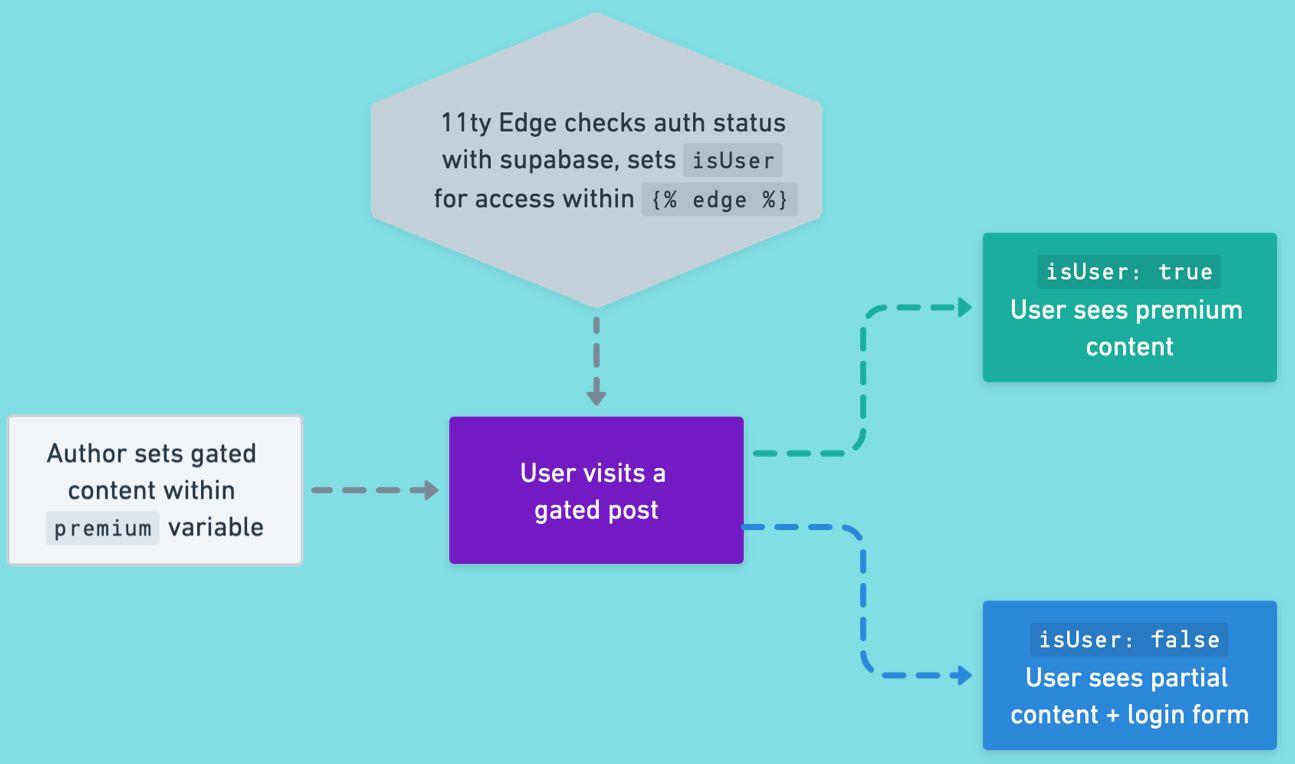 11ty Edge checks auth status
with supabase, sets isUser
for access within {% edge %}
isUser: true
User sees premium
content
Author sets gated
content within
premium variable
User visits a
gated post
isUser: false
User sees partial
content + login form